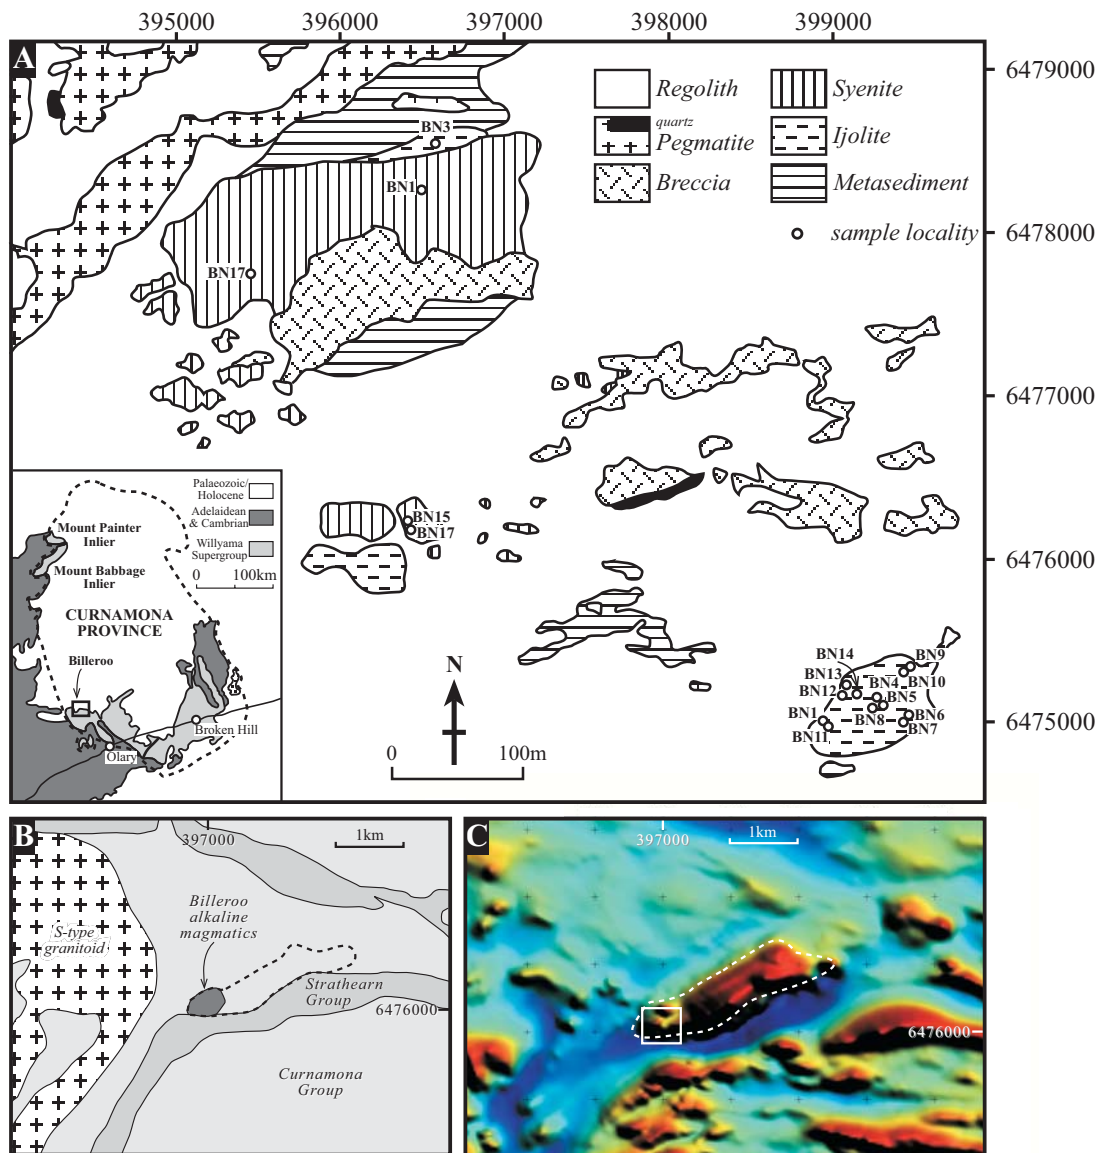 395000 396000 397000 398000 399000
A
6479000
6478000
6477000
6476000
6475000
Regolith
Syenite
quartz
Pegmatite
Ijolite
Breccia
Metasediment
sample locality
BN3
BN1
BN17
BN15
BN17
BN14
BN9
BN13
BN4
BN10
BN12
BN5
BN1
BN8
BN6
BN11
BN7
N
0 100m
Palaeozoic/
Holocene
Adelaidean
& Cambrian
Willyama
Supergroup
0 100km
Mount Painter
Inlier
Mount Babbage
Inlier
CURNAMONA
PROVINCE
Billeroo
Broken Hill
Olary
B
397000
1km
Billeroo
alkaline
magmatics
S-type
granitoid
Strathearn
Group
6476000
Curnamona
Group
C
397000
1km
6476000